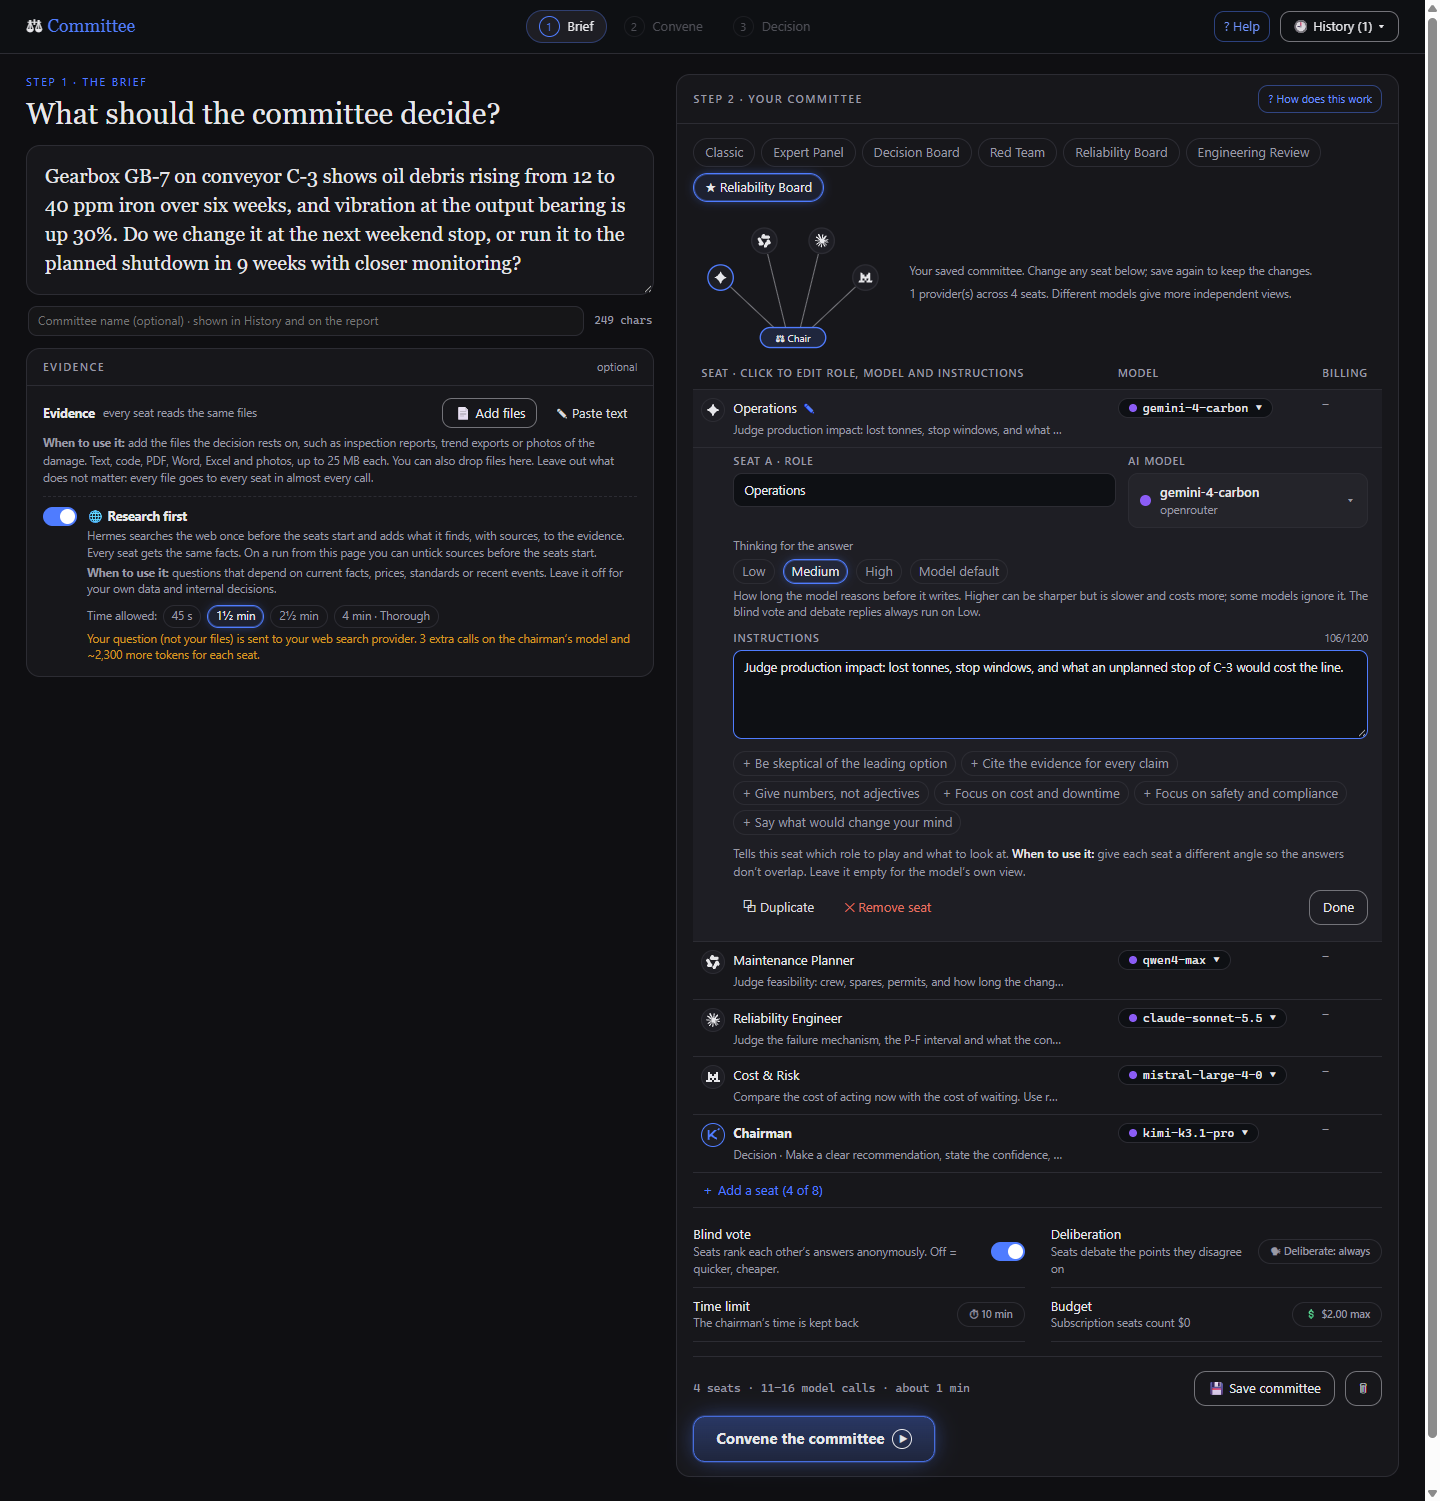 Committee
1 Brief
2 Convene
3 Decision
? Help
History (1)
STEP 1 · THE BRIEF
What should the committee decide?
Gearbox GB-7 on conveyor C-3 shows oil debris rising from 12 to
40 ppm iron over six weeks, and vibration at the output bearing is
up 30%. Do we change it at the next weekend stop, or run it to the
planned shutdown in 9 weeks with closer monitoring?
Committee name (optional) · shown in History and on the report
249 chars
EVIDENCE
optional
Evidence every seat reads the same files
Add files
Paste text
When to use it: add the files the decision rests on, such as inspection reports, trend exports or photos of the
damage. Text, code, PDF, Word, Excel and photos, up to 25 MB each. You can also drop files here. Leave out what
does not matter: every file goes to every seat in almost every call.
Research first
Hermes searches the web once before the seats start and adds what it finds, with sources, to the evidence.
Every seat gets the same facts. On a run from this page you can untick sources before the seats start.
When to use it: questions that depend on current facts, prices, standards or recent events. Leave it off for
your own data and internal decisions.
Time allowed: 45 s 1½ min 2½ min 4 min · Thorough
Your question (not your files) is sent to your web search provider. 3 extra calls on the chairman's model and
~2,300 more tokens for each seat.
STEP 2 · YOUR COMMITTEE
? How does this work
Classic
Expert Panel
Decision Board
Red Team
Reliability Board
Engineering Review
★ Reliability Board
Chair
Your saved committee. Change any seat below; save again to keep the changes.
1 provider(s) across 4 seats. Different models give more independent views.
SEAT · CLICK TO EDIT ROLE, MODEL AND INSTRUCTIONS
MODEL
BILLING
Operations
gemini-4-carbon
–
Judge production impact: lost tonnes, stop windows, and what ...
SEAT A · ROLE
AI MODEL
Operations
gemini-4-carbon
openrouter
Thinking for the answer
Low
Medium
High
Model default
How long the model reasons before it writes. Higher can be sharper but is slower and costs more; some models ignore it. The
blind vote and debate replies always run on Low.
INSTRUCTIONS
106/1200
Judge production impact: lost tonnes, stop windows, and what an unplanned stop of C-3 would cost the line.
+ Be skeptical of the leading option
+ Cite the evidence for every claim
+ Give numbers, not adjectives
+ Focus on cost and downtime
+ Focus on safety and compliance
+ Say what would change your mind
Tells this seat which role to play and what to look at. When to use it: give each seat a different angle so the answers
don't overlap. Leave it empty for the model's own view.
Duplicate
Remove seat
Done
Maintenance Planner
qwen4-max
–
Judge feasibility: crew, spares, permits, and how long the chang...
Reliability Engineer
claude-sonnet-5.5
–
Judge the failure mechanism, the P-F interval and what the con...
Cost & Risk
mistral-large-4-0
–
Compare the cost of acting now with the cost of waiting. Use r...
Chairman
kimi-k3.1-pro
–
Decision · Make a clear recommendation, state the confidence, ...
+ Add a seat (4 of 8)
Blind vote
Seats rank each other's answers anonymously. Off =
quicker, cheaper.
Deliberation
Seats debate the points they disagree
on
Deliberate: always
Time limit
The chairman's time is kept back
10 min
Budget
Subscription seats count $0
$ $2.00 max
4 seats · 11–16 model calls · about 1 min
Save committee
Convene the committee